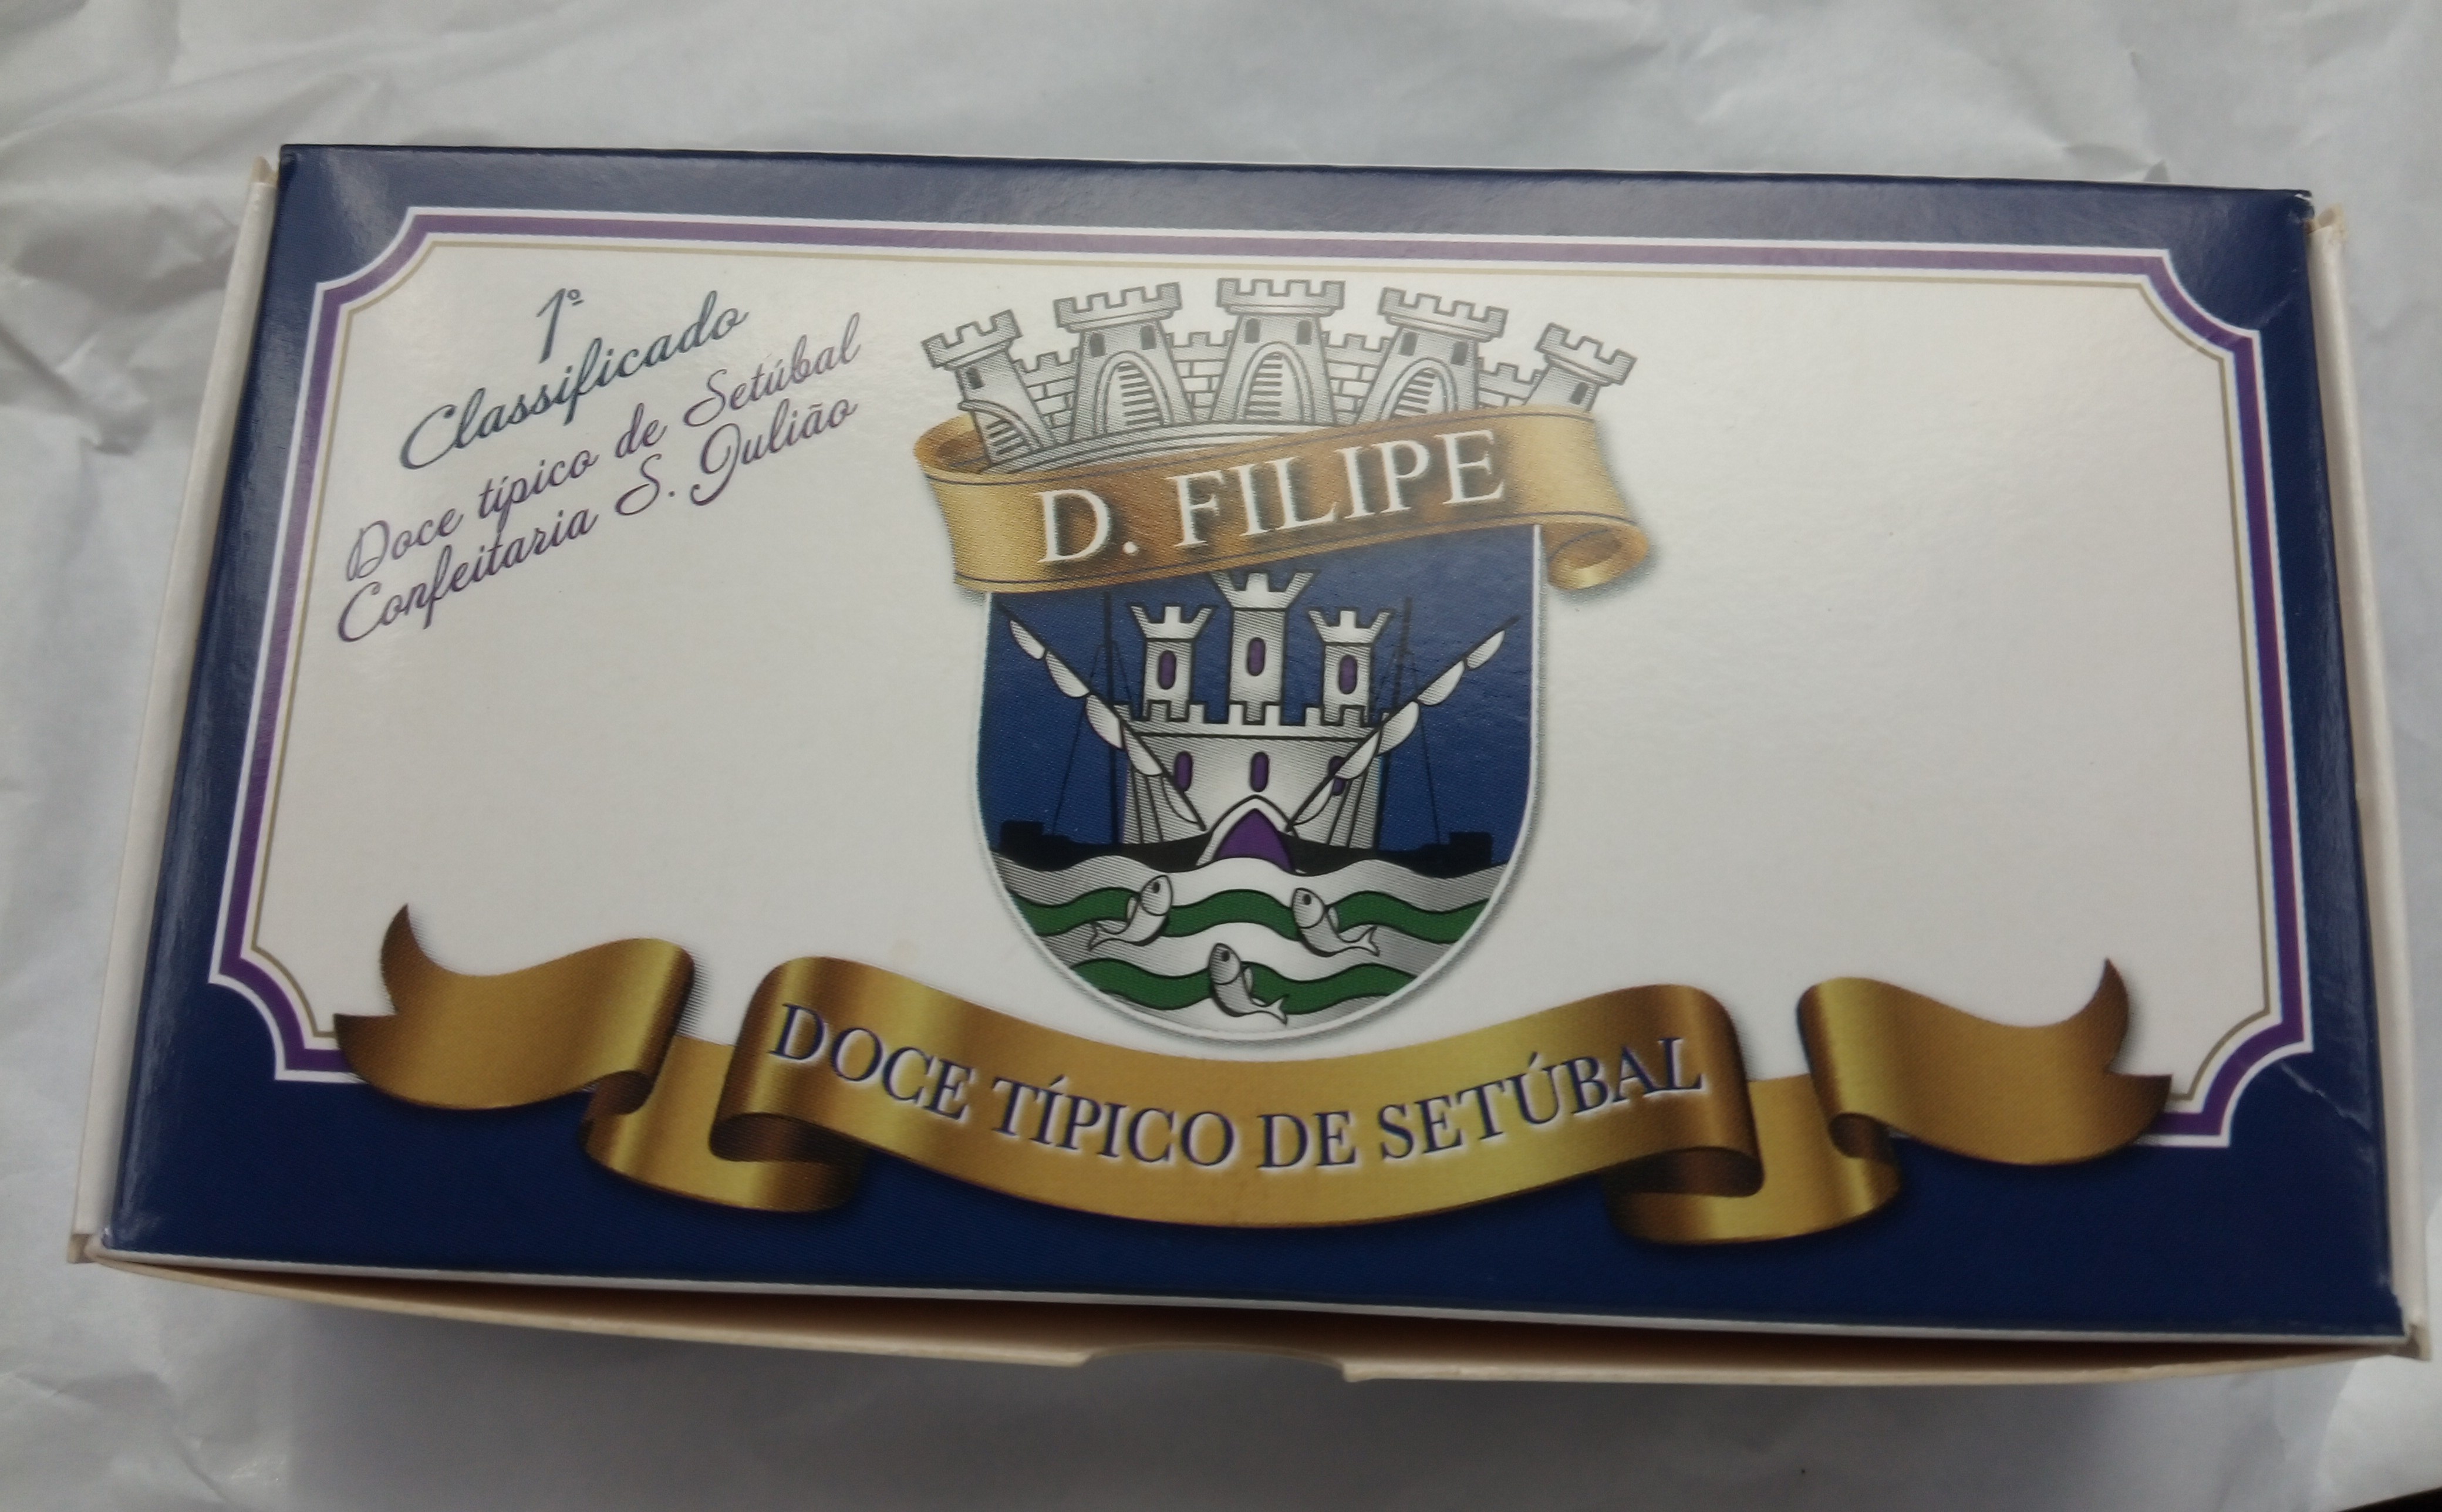 1º
Classificado
Doce típico de Setúbal
Confeitaria S. Julião
D. FILIPE
DOCE TÍPICO DE SETÚBAL